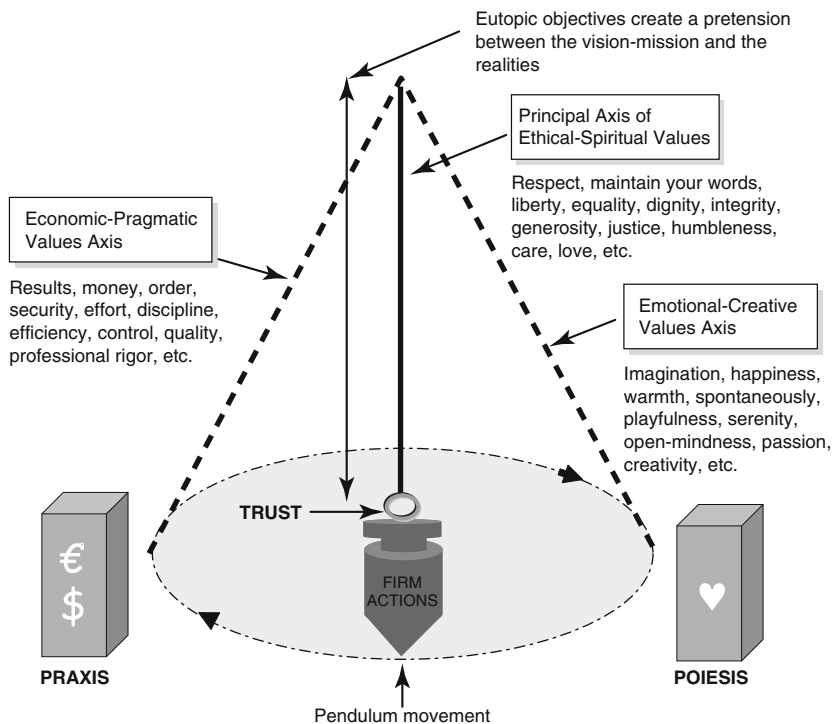 Eutopic objectives create a pretension
between the vision-mission and the
realities
Principal Axis of
Ethical-Spiritual Values
Respect, maintain your words,
liberty, equality, dignity, integrity,
generosity, justice, humbleness,
care, love, etc.
Economic-Pragmatic
Values Axis
Results, money, order,
security, effort, discipline,
efficiency, control, quality,
professional rigor, etc.
Emotional-Creative
Values Axis
Imagination, happiness,
warmth, spontaneously,
playfulness, serenity,
open-mindness, passion,
creativity, etc.
TRUST
€
$
FIRM
ACTIONS
PRAXIS
POIESIS
Pendulum movement